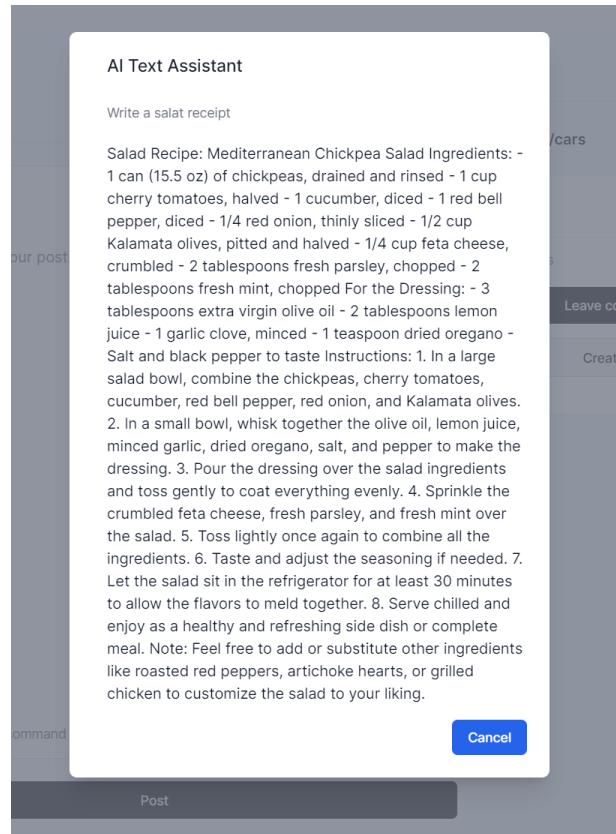 AI Text Assistant
Write a salat receipt
Salad Recipe: Mediterranean Chickpea Salad Ingredients: -
1 can (15.5 oz) of chickpeas, drained and rinsed - 1 cup
cherry tomatoes, halved - 1 cucumber, diced - 1 red bell
pepper, diced - 1/4 red onion, thinly sliced - 1/2 cup
Kalamata olives, pitted and halved - 1/4 cup feta cheese,
crumbled - 2 tablespoons fresh parsley, chopped - 2
tablespoons fresh mint, chopped For the Dressing: - 3
tablespoons extra virgin olive oil - 2 tablespoons lemon
juice - 1 garlic clove, minced - 1 teaspoon dried oregano -
Salt and black pepper to taste Instructions: 1. In a large
salad bowl, combine the chickpeas, cherry tomatoes,
cucumber, red bell pepper, red onion, and Kalamata olives.
2. In a small bowl, whisk together the olive oil, lemon juice,
minced garlic, dried oregano, salt, and pepper to make the
dressing. 3. Pour the dressing over the salad ingredients
and toss gently to coat everything evenly. 4. Sprinkle the
crumbled feta cheese, fresh parsley, and fresh mint over
the salad. 5. Toss lightly once again to combine all the
ingredients. 6. Taste and adjust the seasoning if needed. 7.
Let the salad sit in the refrigerator for at least 30 minutes
to allow the flavors to meld together. 8. Serve chilled and
enjoy as a healthy and refreshing side dish or complete
meal. Note: Feel free to add or substitute other ingredients
like roasted red peppers, artichoke hearts, or grilled
chicken to customize the salad to your liking.
Cancel
/cars
our post
s
Leave co
Creat
ommand
Post